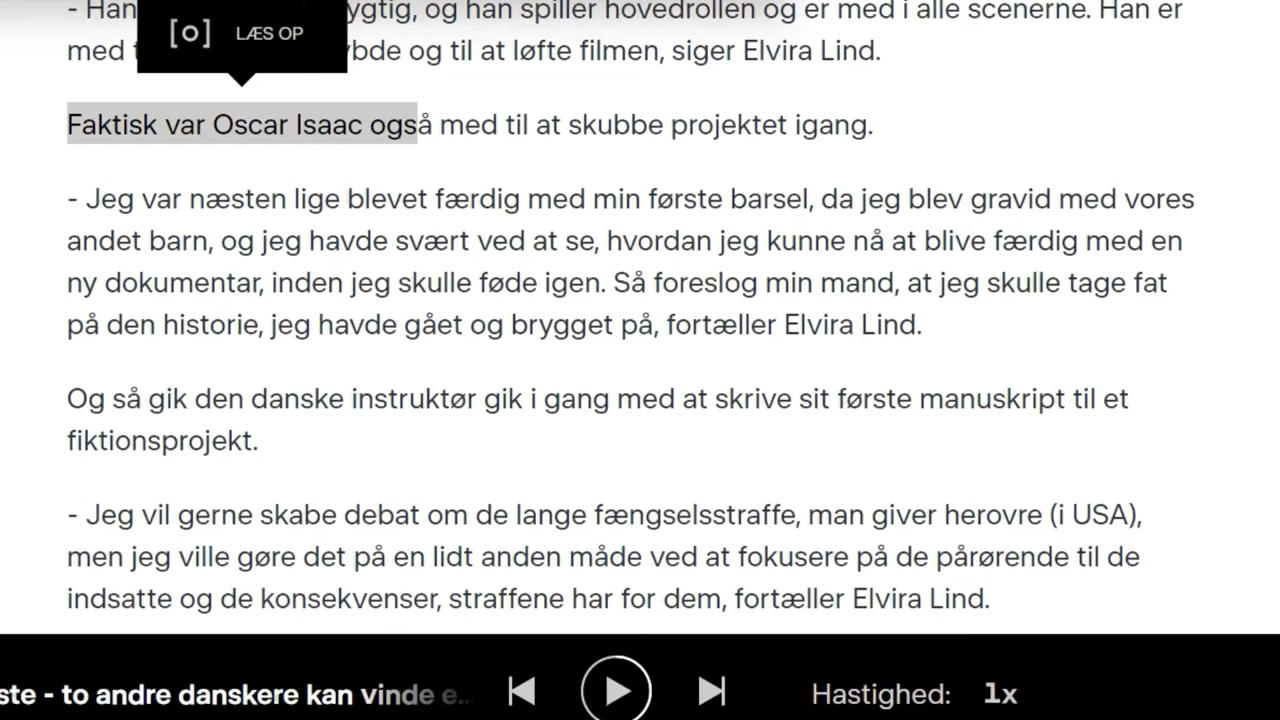 - Han
ygtig, og han spiller hovedrollen og er med i alle scenerne. Han er
LÆS OP
med
ybde og til at løfte filmen, siger Elvira Lind.
Faktisk var Oscar Isaac også med til at skubbe projektet igang.
- Jeg var næsten lige blevet færdig med min første barsel, da jeg blev gravid med vores
andet barn, og jeg havde svært ved at se, hvordan jeg kunne nå at blive færdig med en
ny dokumentar, inden jeg skulle føde igen. Så foreslog min mand, at jeg skulle tage fat
på den historie, jeg havde gået og brygget på, fortæller Elvira Lind.
Og så gik den danske instruktør gik i gang med at skrive sit første manuskript til et
fiktionsprojekt.
- Jeg vil gerne skabe debat om de lange fængselsstraffe, man giver herovre (i USA),
men jeg ville gøre det på en lidt anden måde ved at fokusere på de pårørende til de
indsatte og de konsekvenser, straffene har for dem, fortæller Elvira Lind.
ste - to andre danskere kan vinde e...
Hastighed: 1x